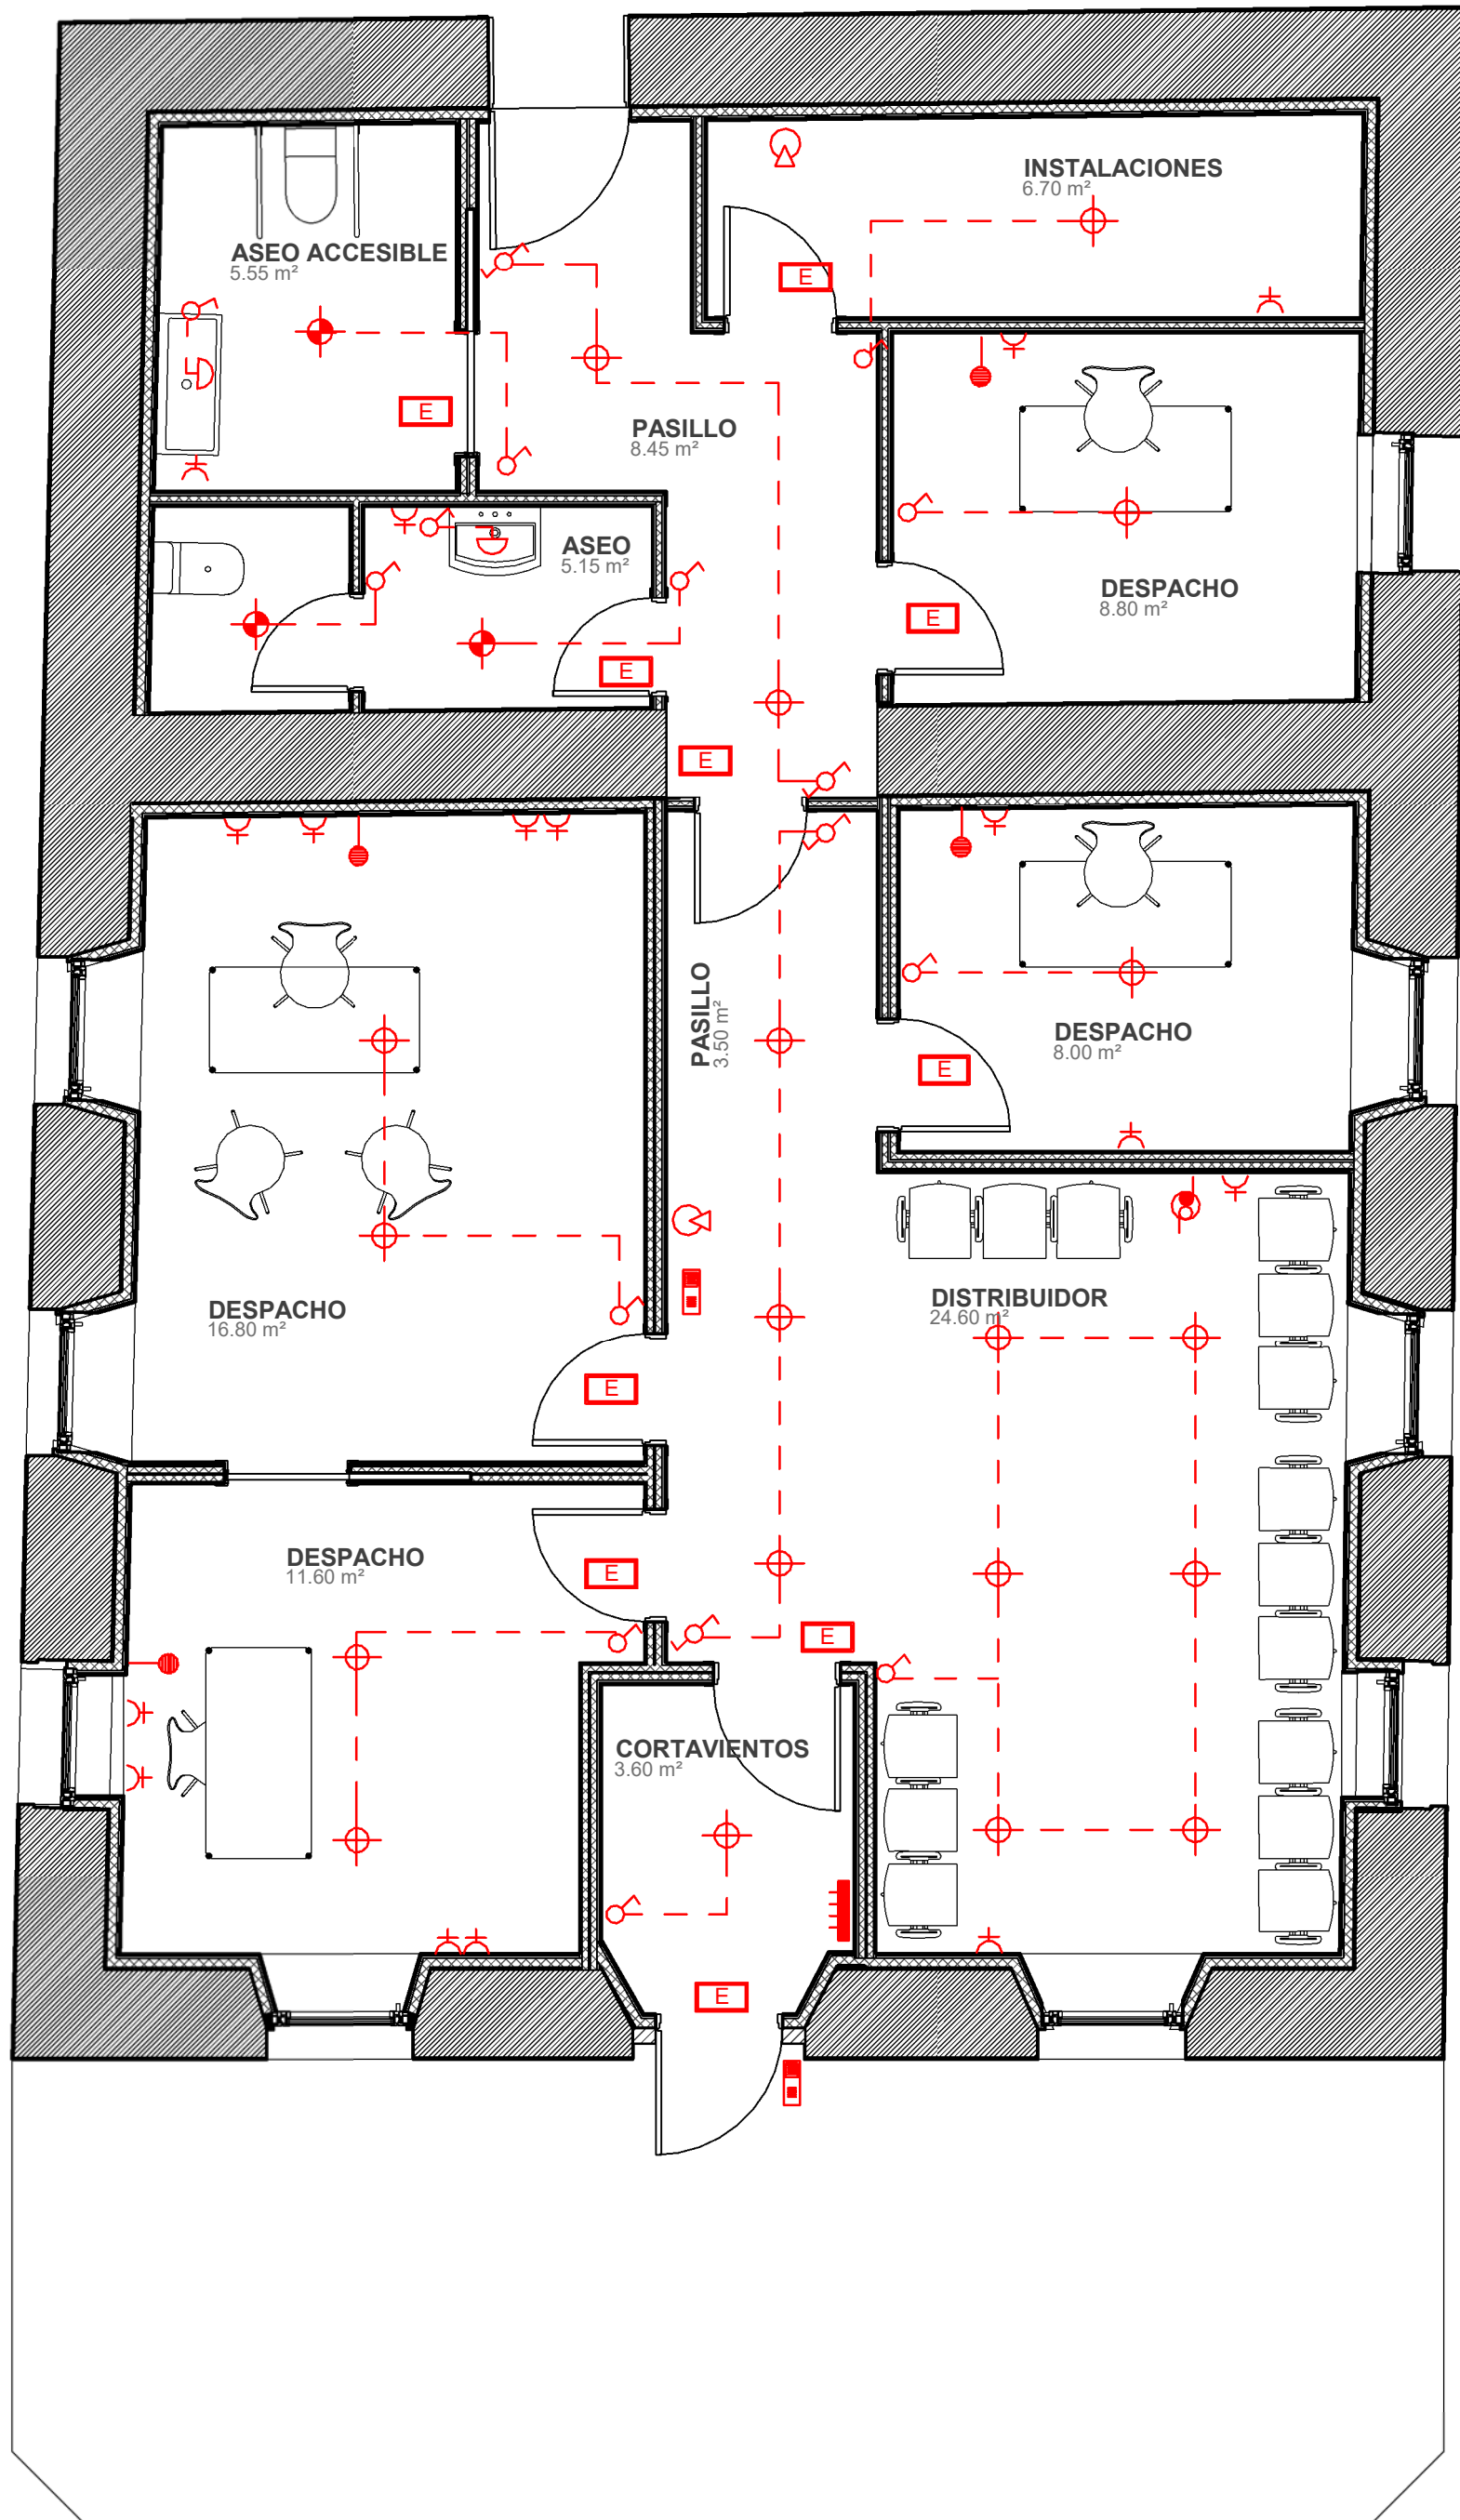 INSTALACIONES
6.70 m²
ASEO ACCESIBLE
5.55 m²
E
E
PASILLO
8.45 m²
ASEO
5.15 m²
DESPACHO
8.80 m²
E
E
E
PASILLO
3.50 m²
DESPACHO
8.00 m²
E
DESPACHO
16.80 m²
DISTRIBUIDOR
24.60 m²
E
DESPACHO
11.60 m²
E
E
CORTAVIENTOS
3.60 m²
E